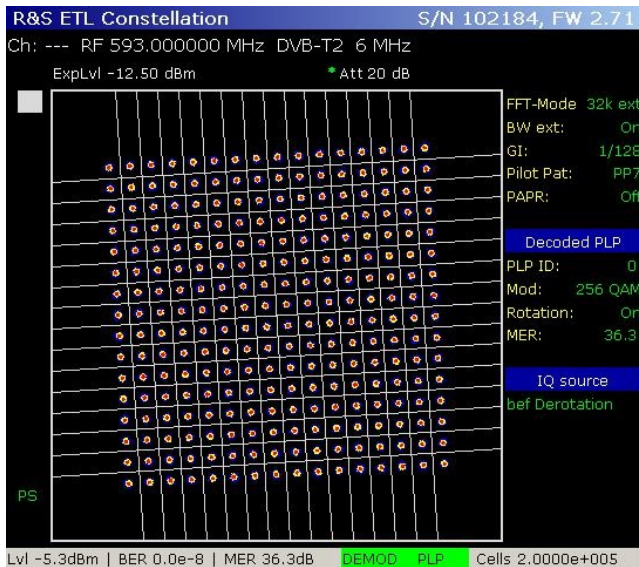 R&S ETL Constellation S/N 102184, FW 2.71
Ch: --- RF 593.000000 MHz DVB-T2 6 MHz
ExpLvl -12.50 dBm * Att 20 dB
FFT-Mode 32k ext
BW ext: On
GI: 1/128
Pilot Pat: PP7
PAPR: Off
Decoded PLP
PLP ID: 0
Mod: 256 QAM
Rotation: On
MER: 36.3
IQ source
bef Derotation
PS
Lvl -5.3dBm | BER 0.0e-8 | MER 36.3dB DEMOD PLP Cells 2.0000e+005